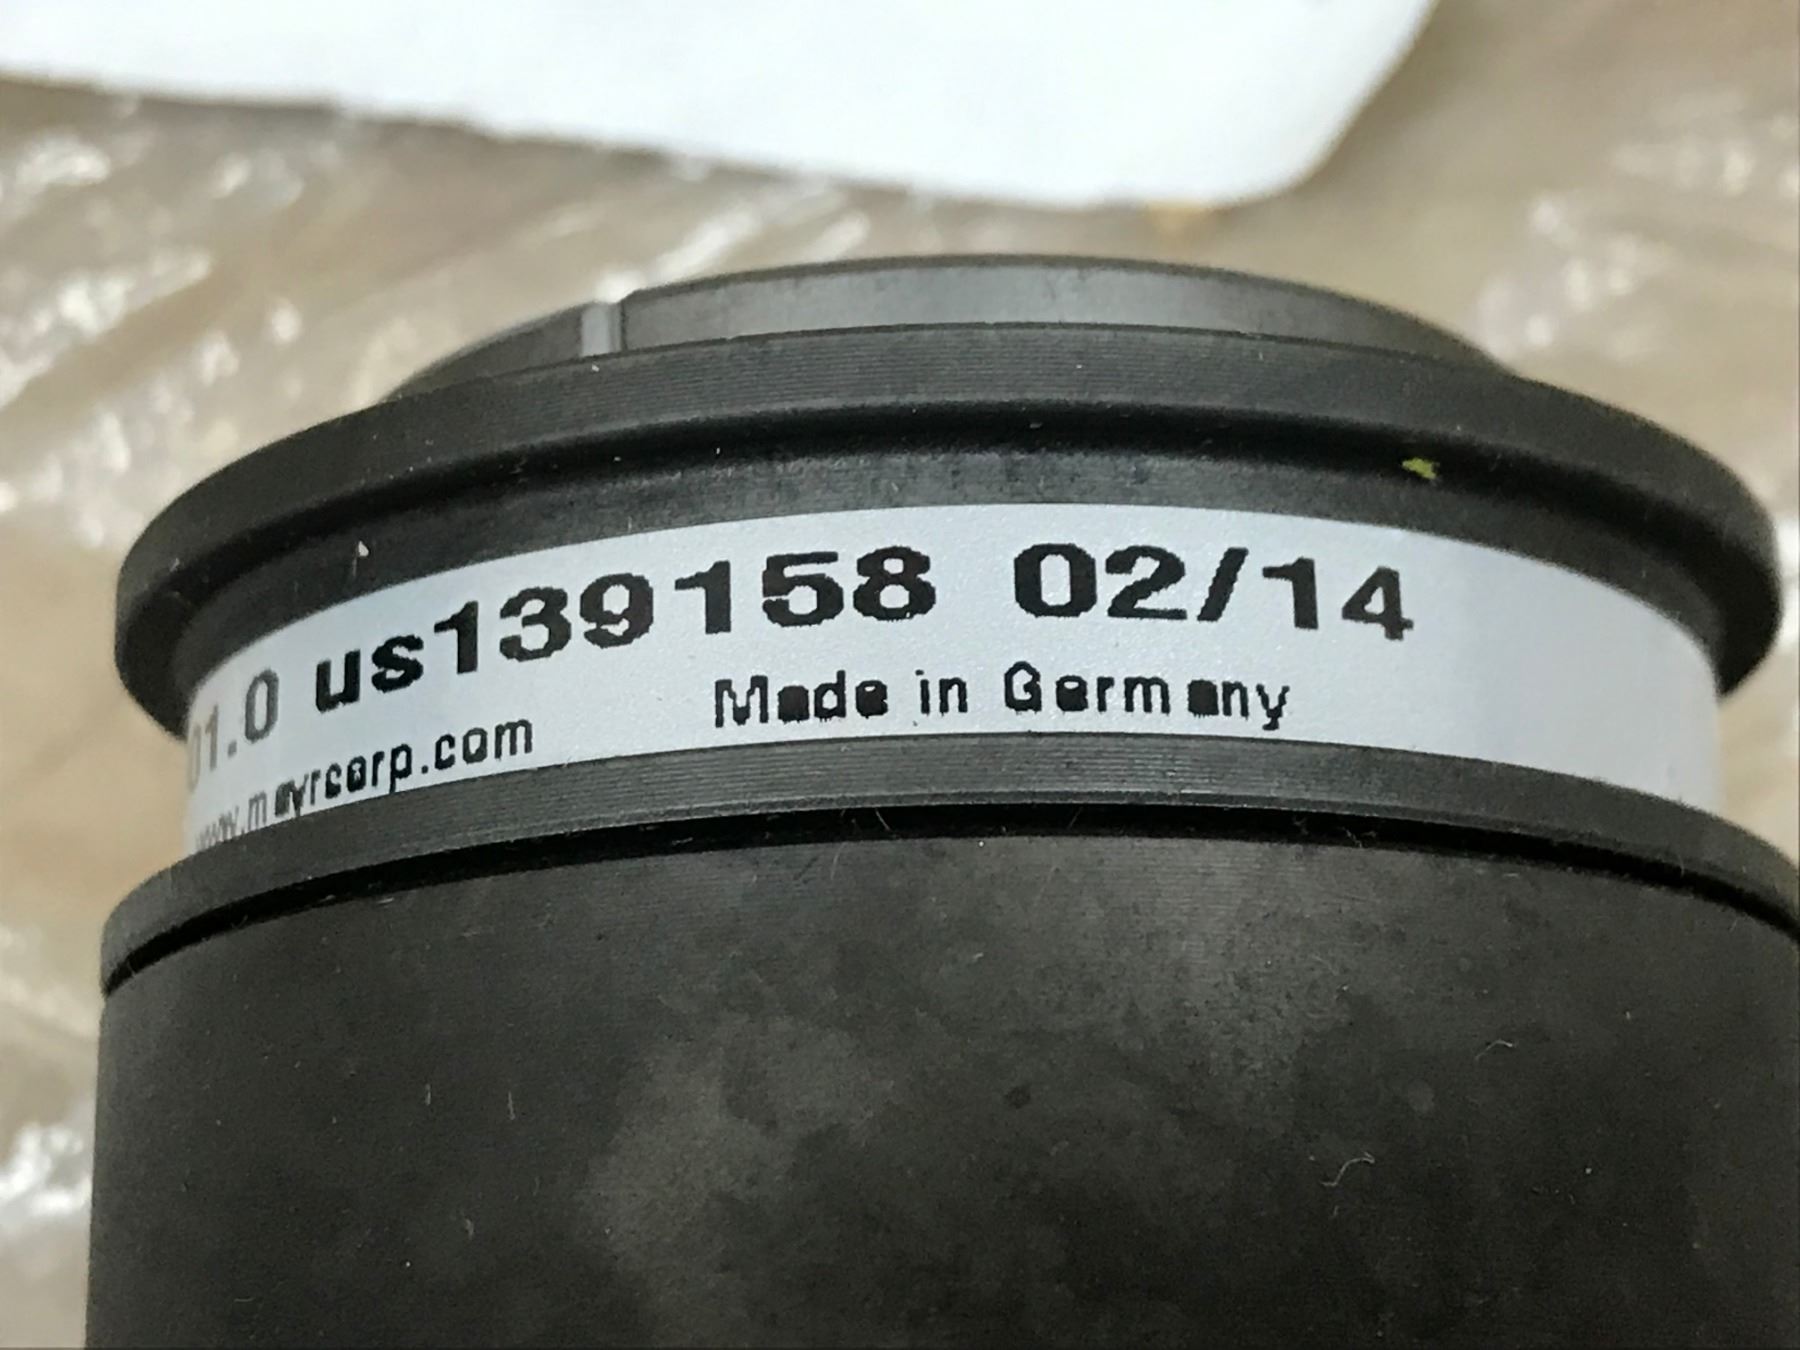 01.0 us139158 02/14
www.mayrcorp.com Made in Germany